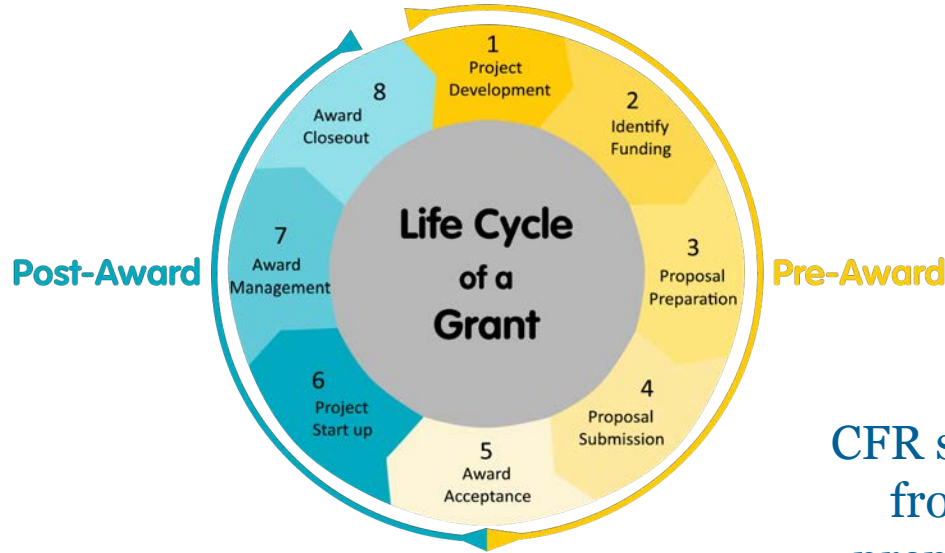 1
Project
Development
2
Identify
Funding
3
Proposal
Preparation
4
Proposal
Submission
5
Award
Acceptance
6
Project
Start up
7
Award
Management
8
Award
Closeout
Life Cycle
of a
Grant
Post-Award
Pre-Award
CFR